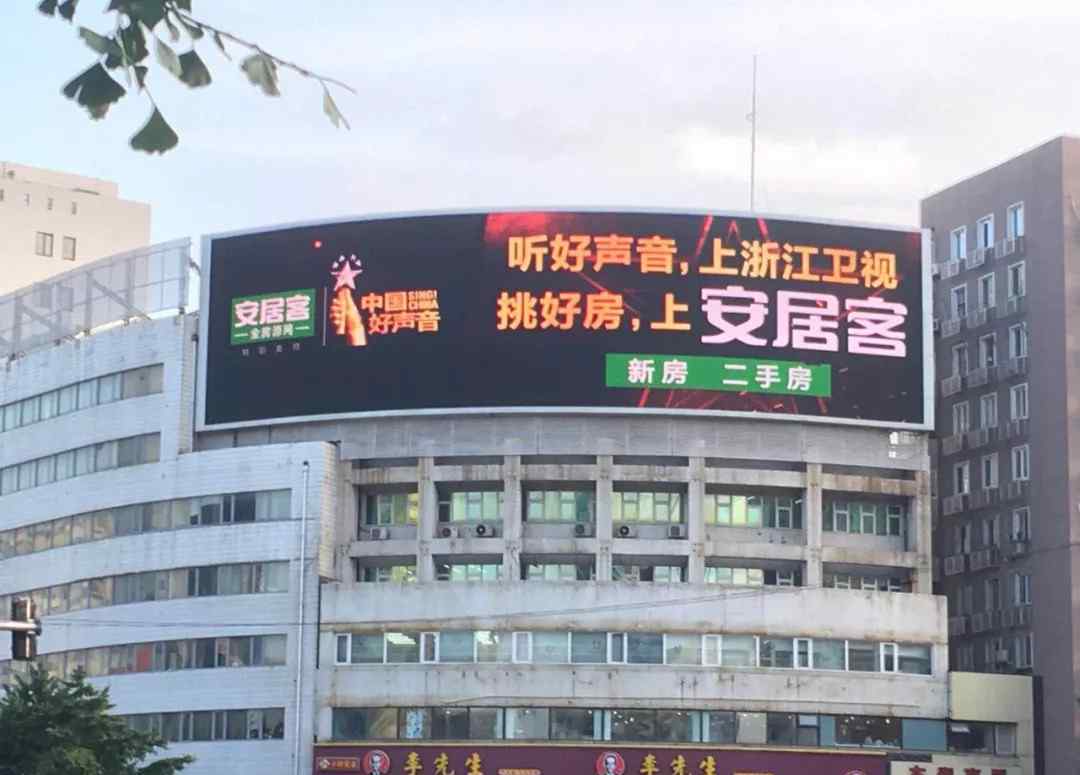 安居客
全房源网
中国
好声音
SING!
CHINA
听好声音，上浙江卫视
挑好房，上 安居客
新房 二手房
李先生
李先生